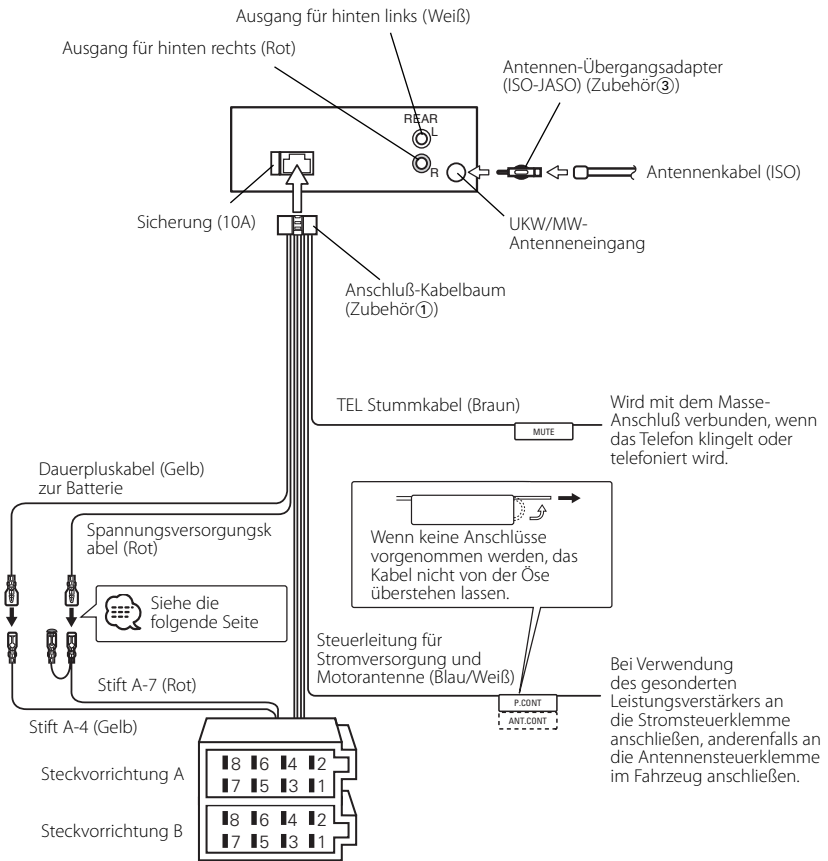 Ausgang für hinten links (Weiß)
Ausgang für hinten rechts (Rot)
Antennen-Übergangsadapter
(ISO-JASO) (Zubehör③)
REAR
L
R
Antennenkabel (ISO)
Sicherung (10A)
UKW/MW-
Antenneneingang
Anschluß-Kabelbaum
(Zubehör①)
TEL Stummkabel (Braun)
MUTE
Wird mit dem Masse-
Anschluß verbunden, wenn
das Telefon klingelt oder
telefoniert wird.
Dauerpluskabel (Gelb)
zur Batterie
Spannungsversorgungsk
abel (Rot)
Wenn keine Anschlüsse
vorgenommen werden, das
Kabel nicht von der Öse
überstehen lassen.
Siehe die
folgende Seite
Steuerleitung für
Stromversorgung und
Motorantenne (Blau/Weiß)
P.CONT
ANT.CONT
Bei Verwendung
des gesonderten
Leistungsverstärkers an
die Stromsteuerklemme
anschließen, anderenfalls an
die Antennensteuerklemme
im Fahrzeug anschließen.
Stift A-7 (Rot)
Stift A-4 (Gelb)
Steckvorrichtung A
8 6 4 2
7 5 3 1
Steckvorrichtung B
8 6 4 2
7 5 3 1